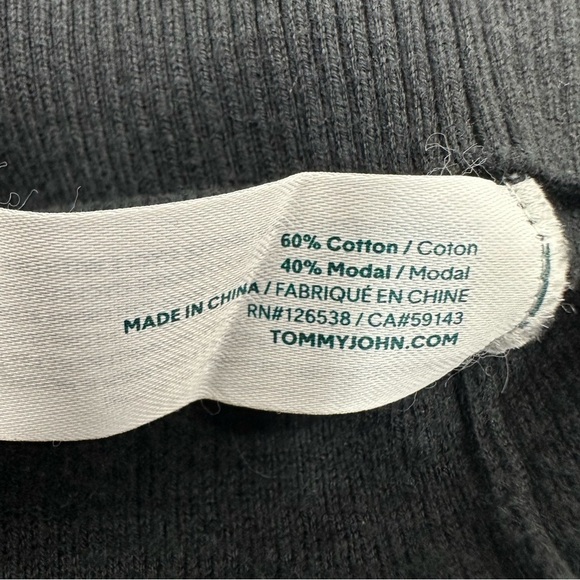 60% Cotton / Coton
40% Modal / Modal
MADE IN CHINA / FABRIQUÉ EN CHINE
RN#126538 / CA#59143
TOMMYJOHN.COM